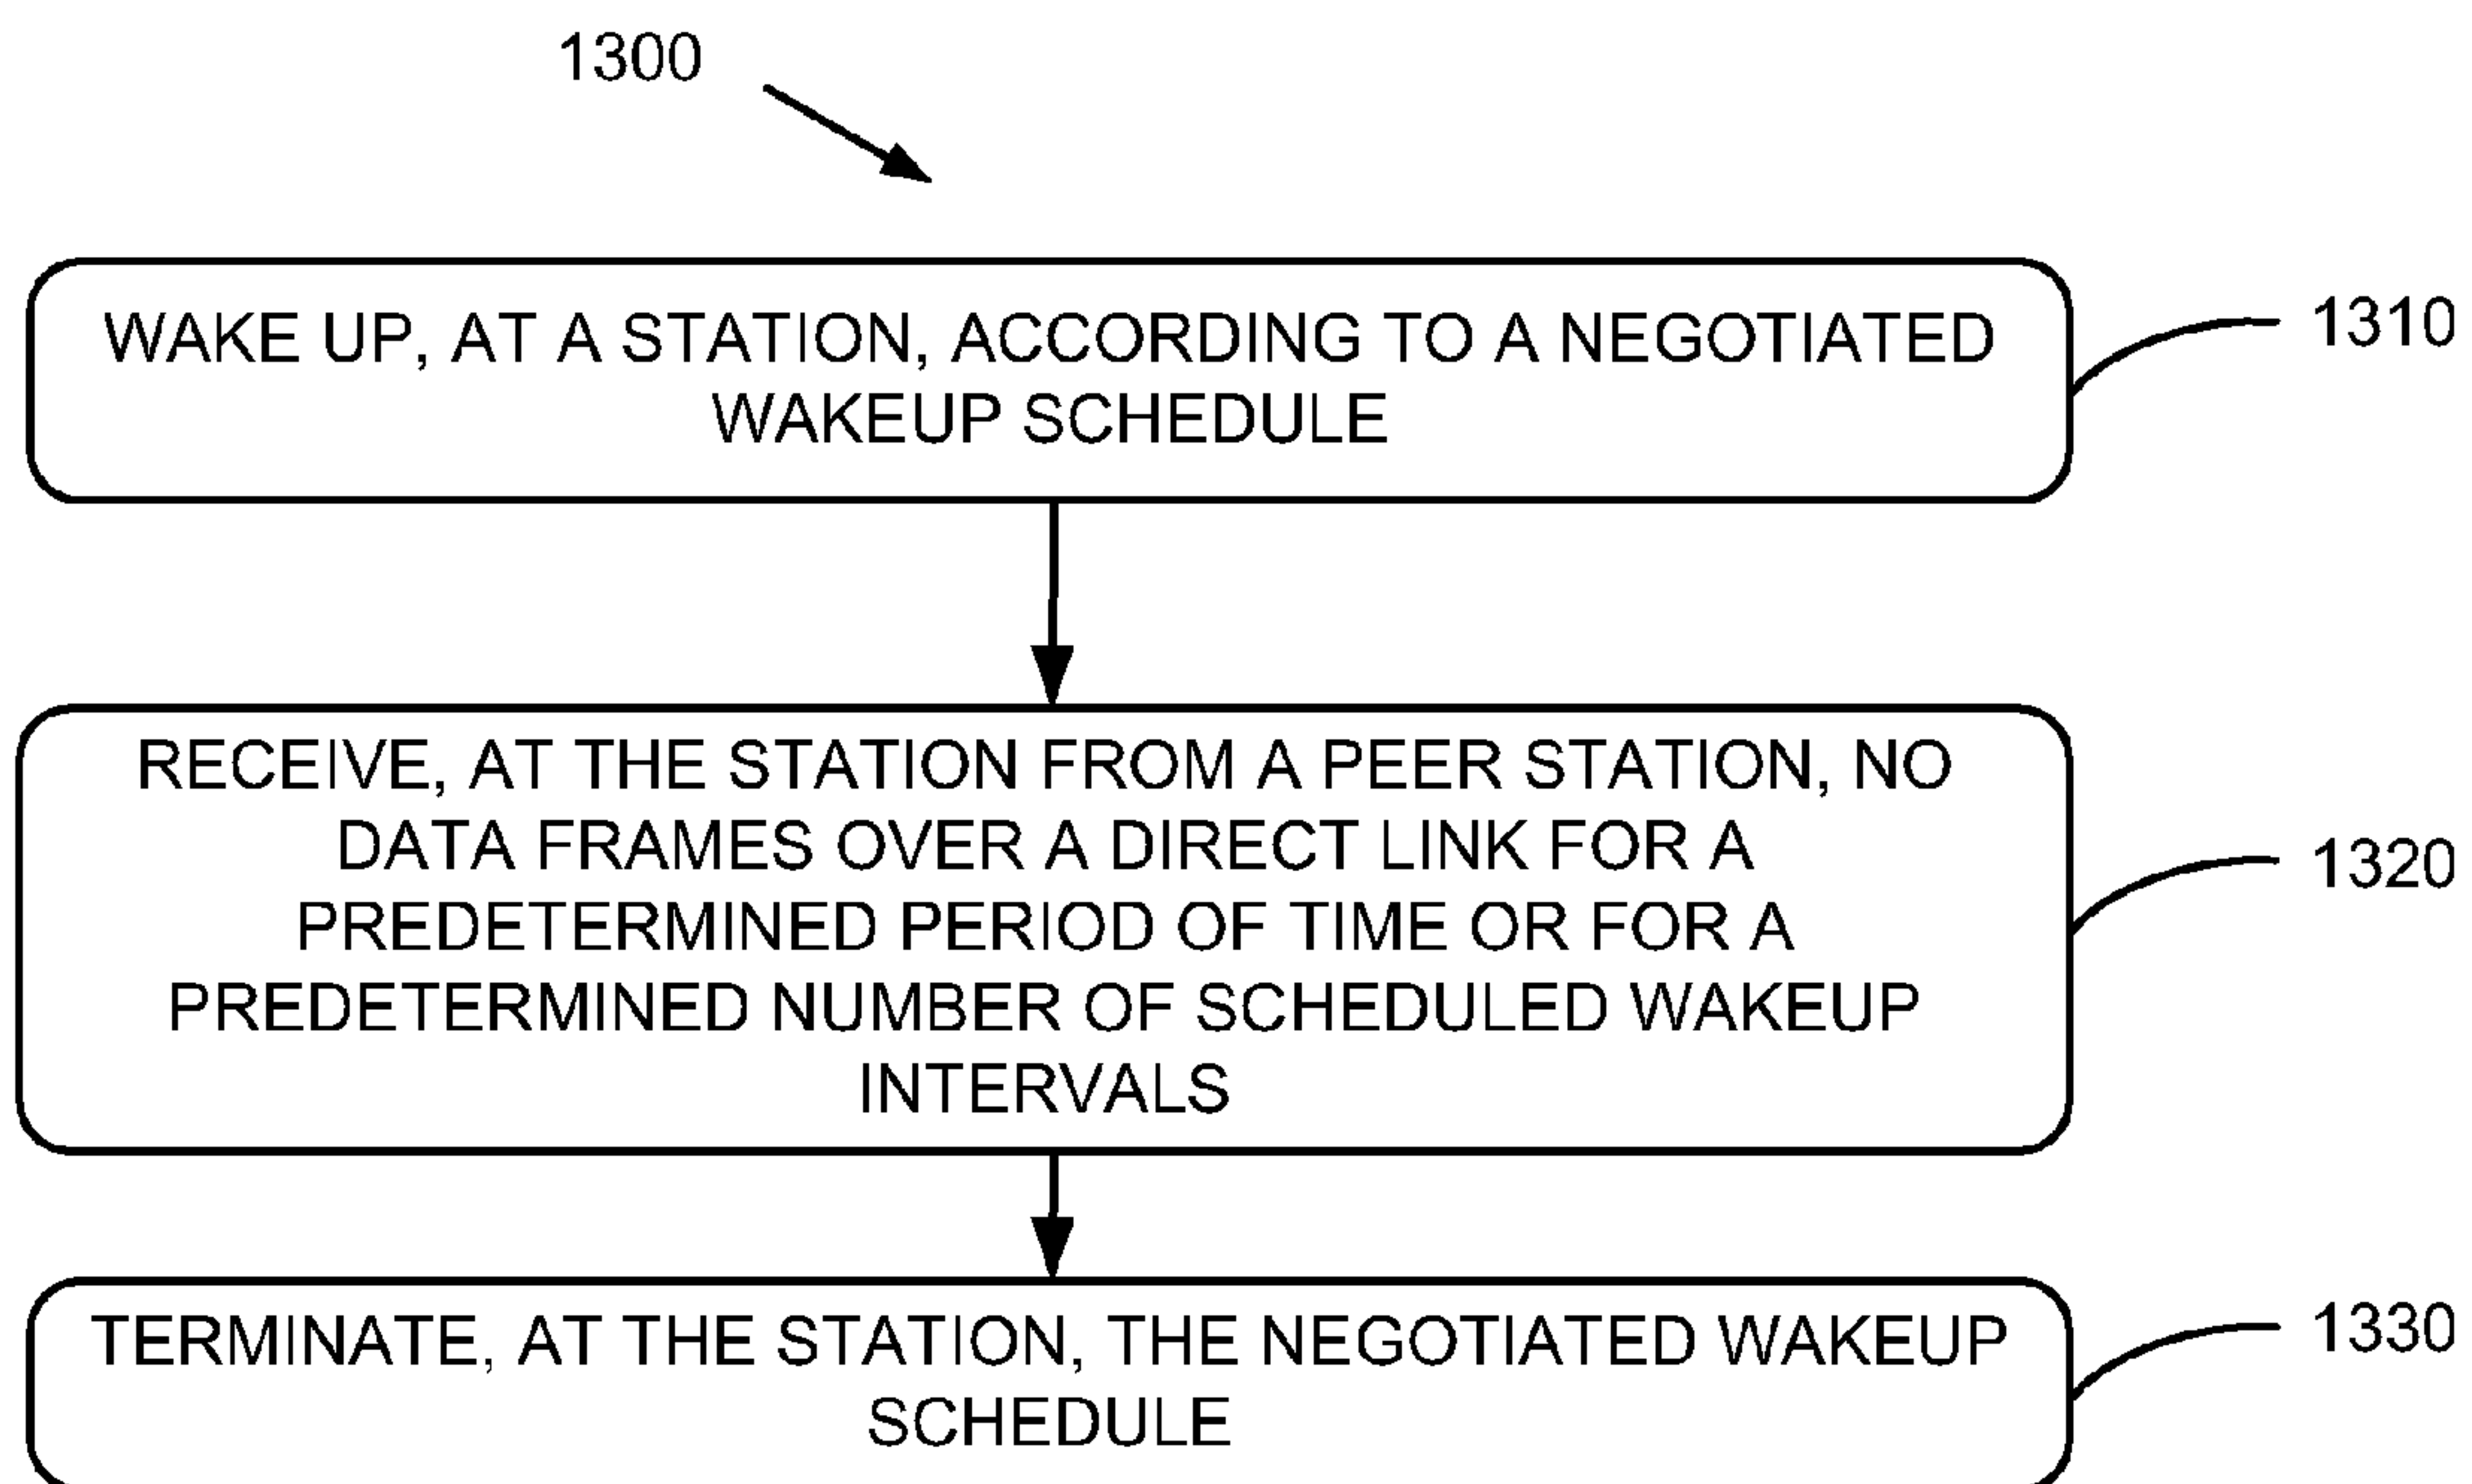 1300
WAKE UP, AT A STATION, ACCORDING TO A NEGOTIATED
WAKEUP SCHEDULE
1310
RECEIVE, AT THE STATION FROM A PEER STATION, NO
DATA FRAMES OVER A DIRECT LINK FOR A
PREDETERMINED PERIOD OF TIME OR FOR A
PREDETERMINED NUMBER OF SCHEDULED WAKEUP
INTERVALS
1320
TERMINATE, AT THE STATION, THE NEGOTIATED WAKEUP
SCHEDULE
1330